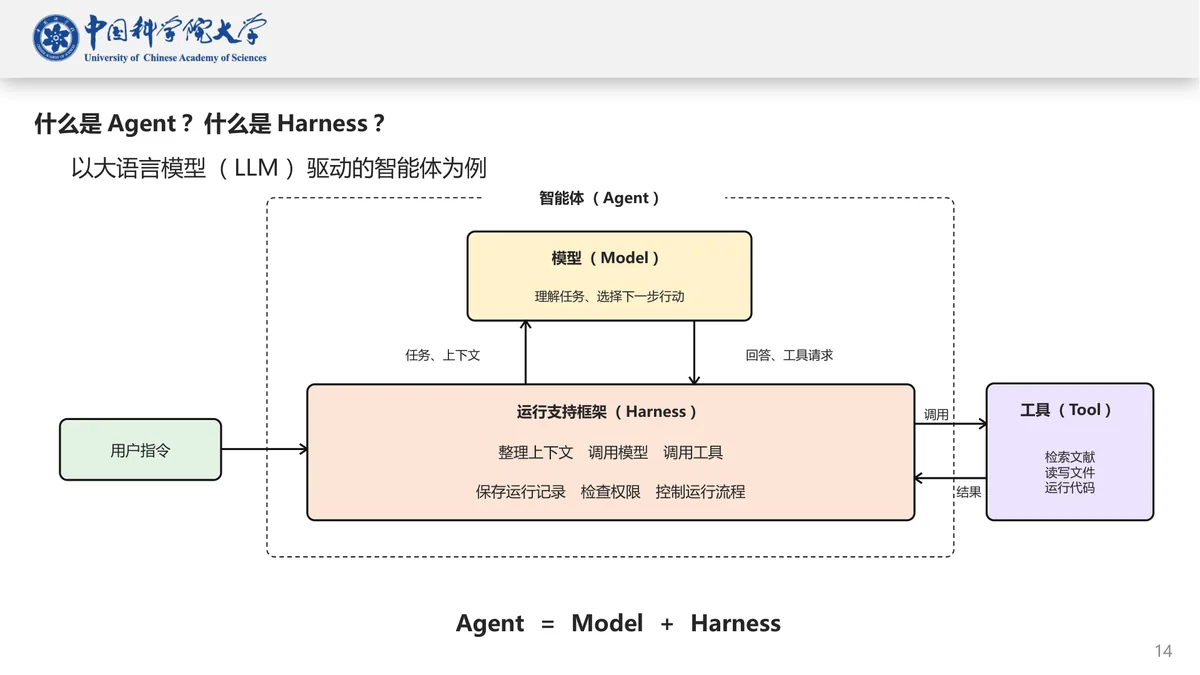 中国科学院大学
University of Chinese Academy of Sciences
什么是 Agent？什么是 Harness？
以大语言模型（LLM）驱动的智能体为例
智能体（Agent）
模型（Model）
理解任务、选择下一步行动
任务、上下文
回答、工具请求
运行支持框架（Harness）
整理上下文 调用模型 调用工具
保存运行记录 检查权限 控制运行流程
用户指令
调用
结果
工具（Tool）
检索文献
读写文件
运行代码
Agent = Model + Harness
14